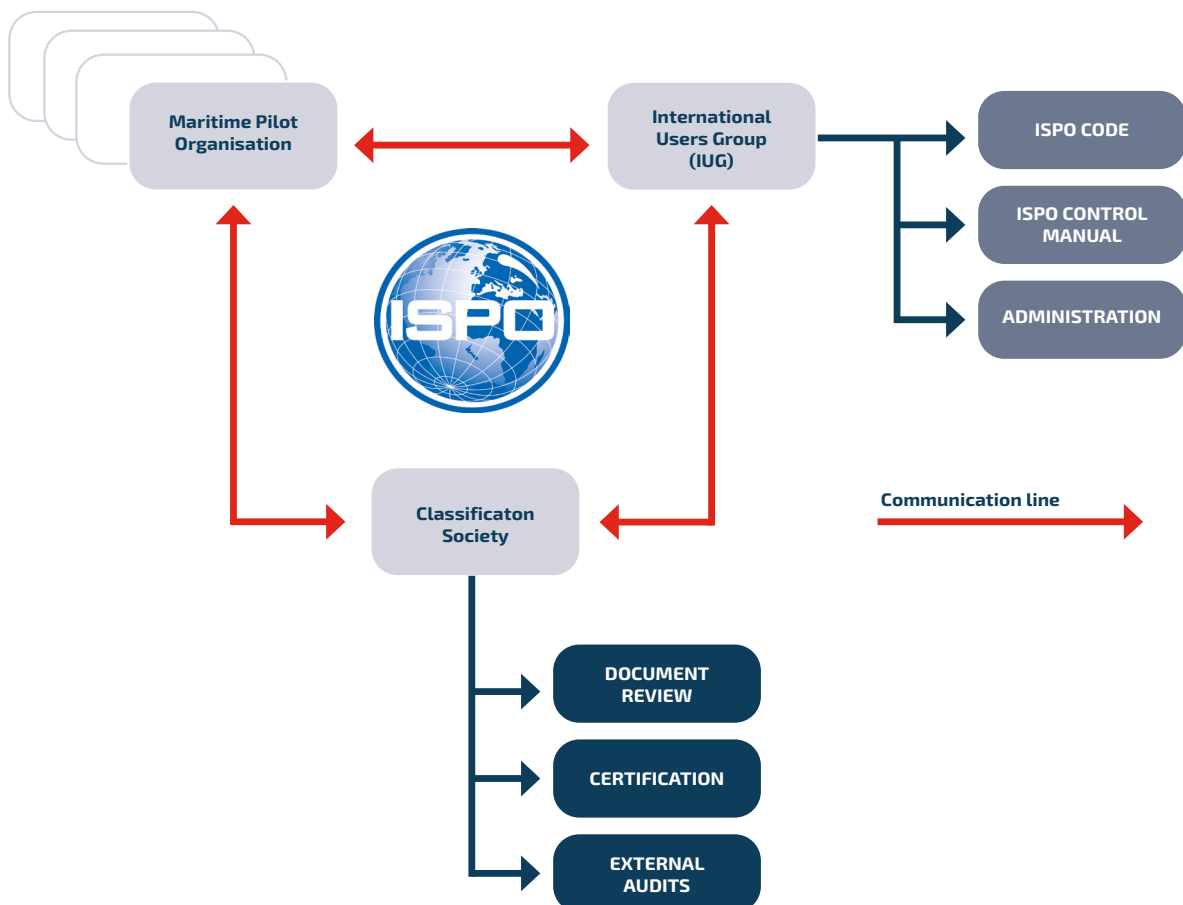 Maritime Pilot
Organisation
International
Users Group
(IUG)
ISPO CODE
ISPO CONTROL
MANUAL
ADMINISTRATION
ISPO
Classificaton
Society
Communication line
DOCUMENT
REVIEW
CERTIFICATION
EXTERNAL
AUDITS